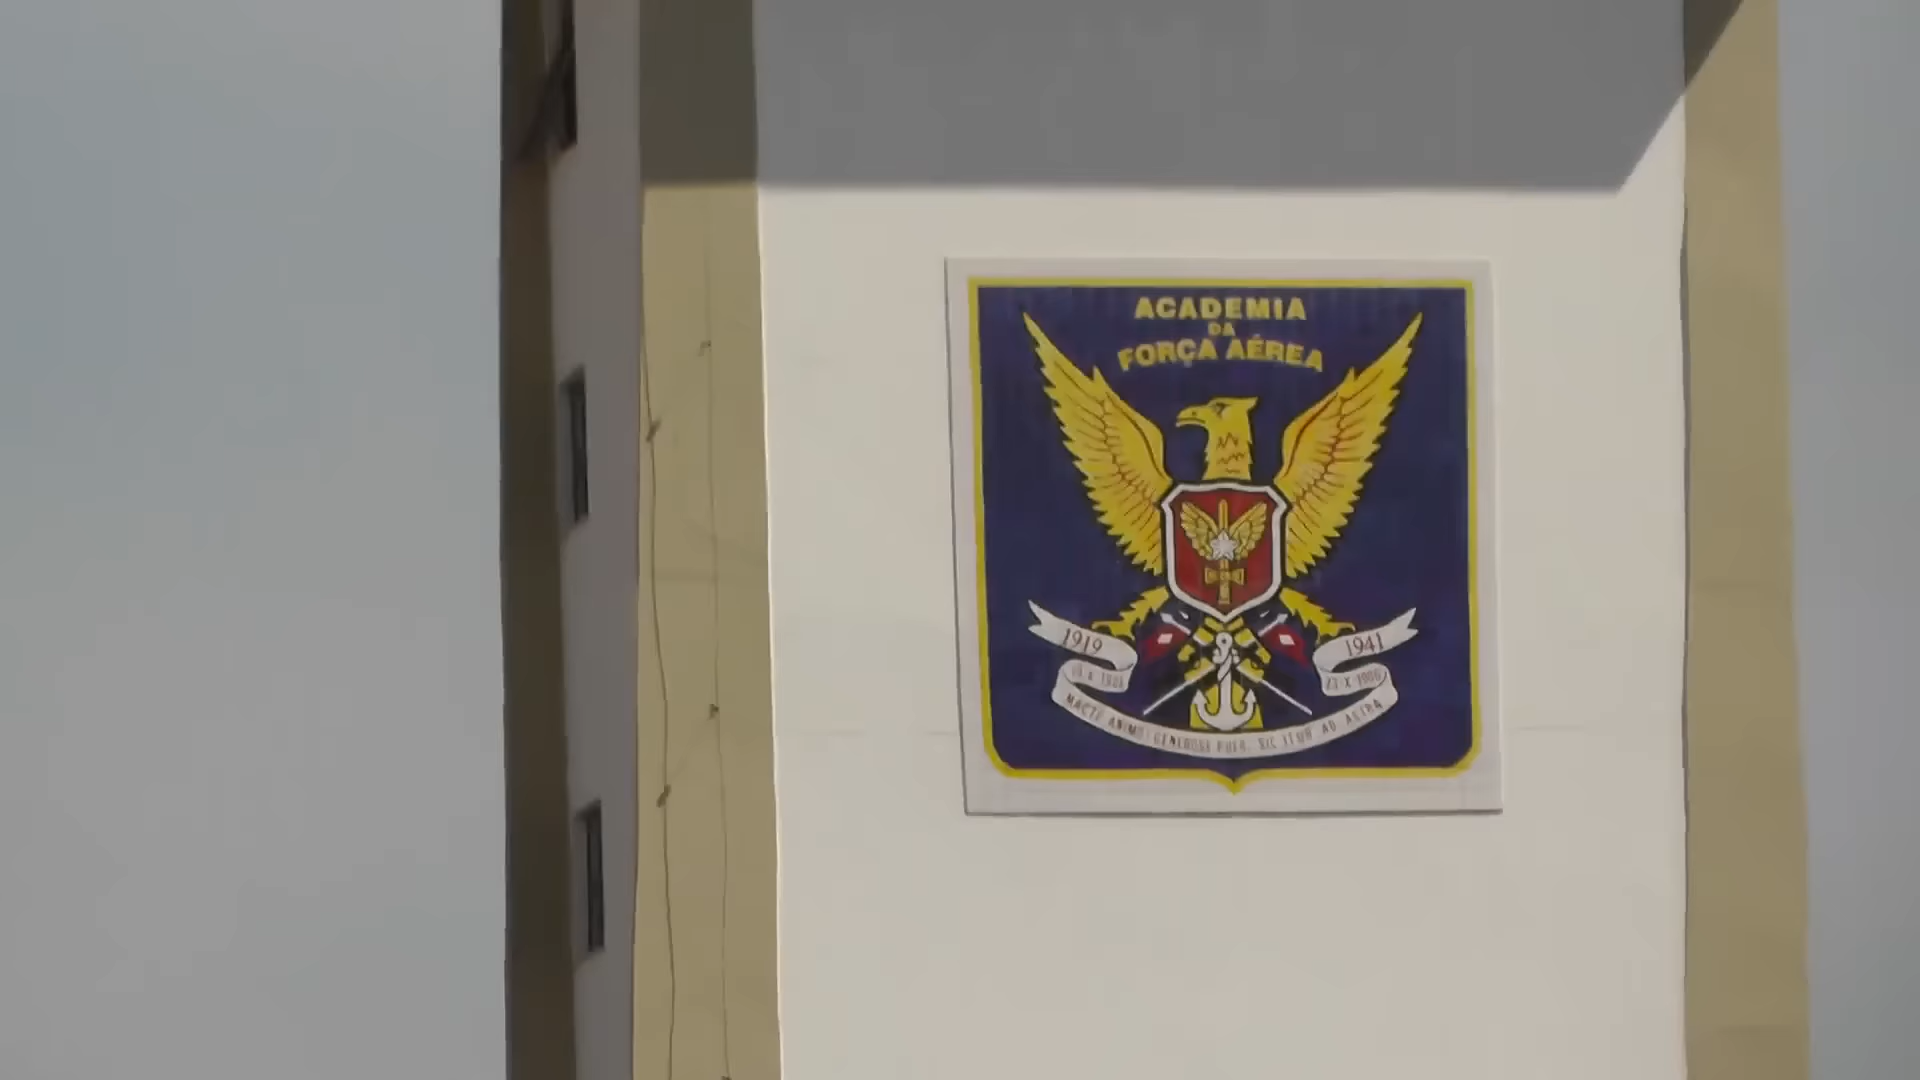 ACADEMIA
DA
FORÇA AÉREA
1919
1941
MACTE ANIMO! GENEROSE PUER, SIC ITUR AD ASTRA